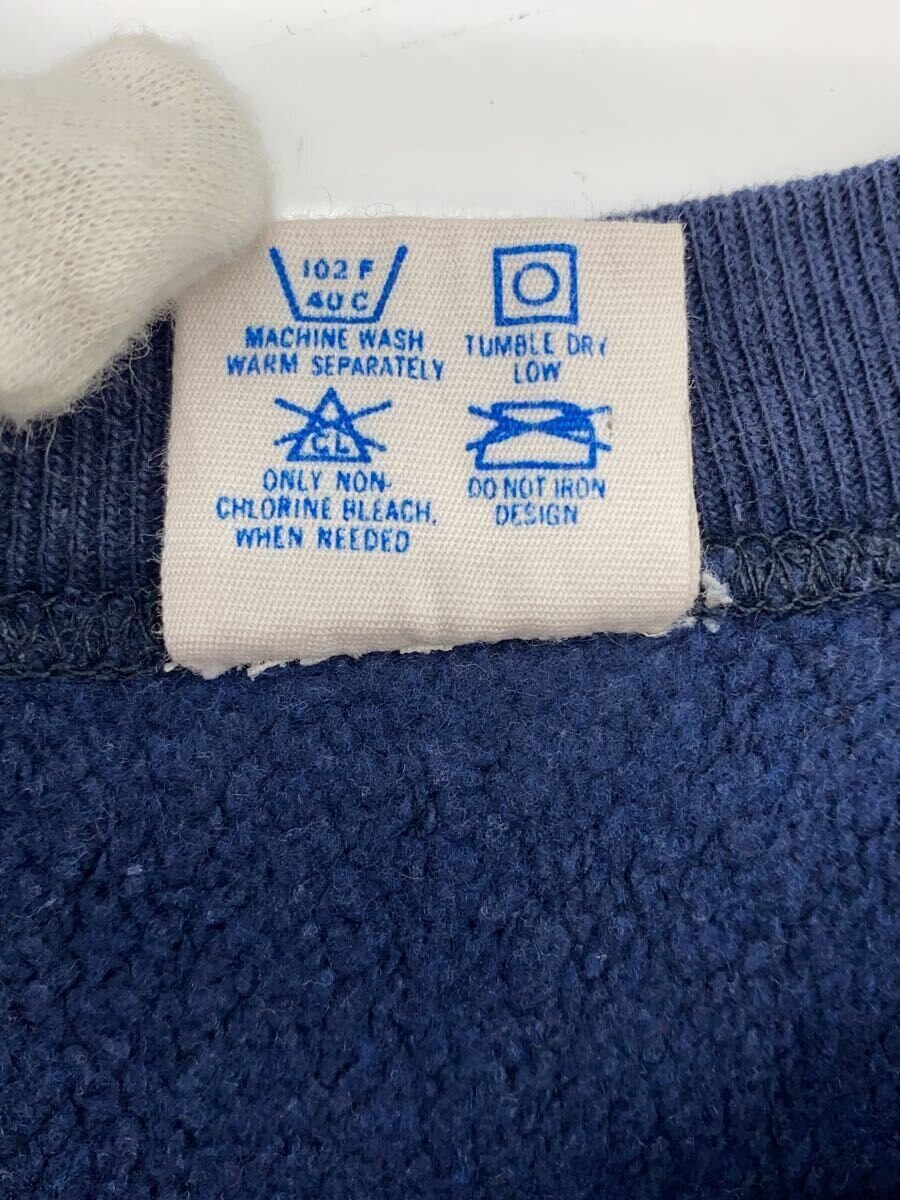 102 F
40 C
MACHINE WASH
WARM SEPARATELY
TUMBLE DRY
LOW
CL
ONLY NON-
CHLORINE BLEACH,
WHEN NEEDED
DO NOT IRON
DESIGN